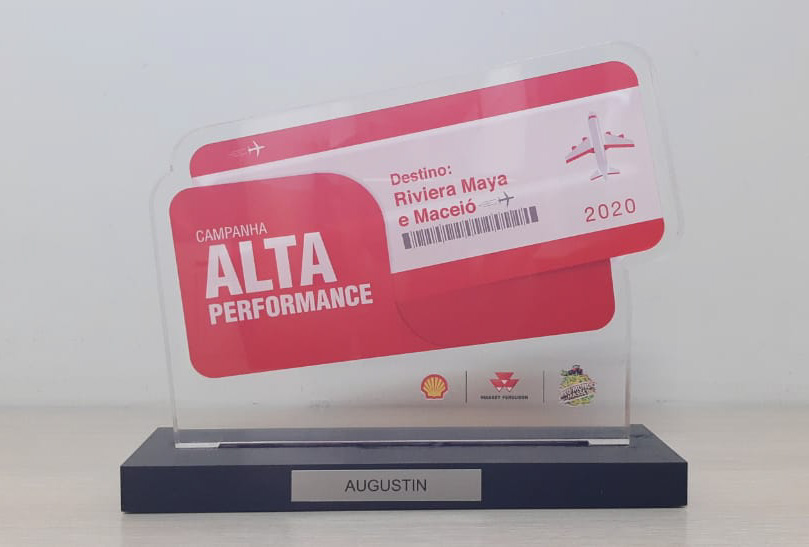 CAMPANHA
ALTA
PERFORMANCE
Destino:
Riviera Maya
e Maceió
2020
MASSEY FERGUSON
AUGUSTIN